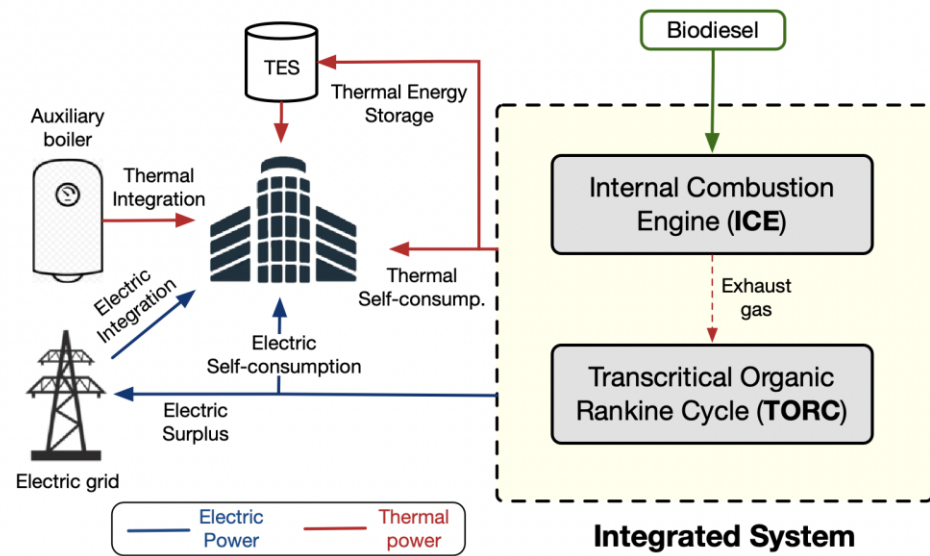 Biodiesel
TES
Thermal Energy
Storage
Auxiliary
boiler
Thermal
Integration
Internal Combustion
Engine (ICE)
Thermal
Self-consump.
Exhaust
gas
Electric
Integration
Electric
Self-consumption
Transcritical Organic
Rankine Cycle (TORC)
Electric
Surplus
Electric grid
Electric
Power
Thermal
power
Integrated System